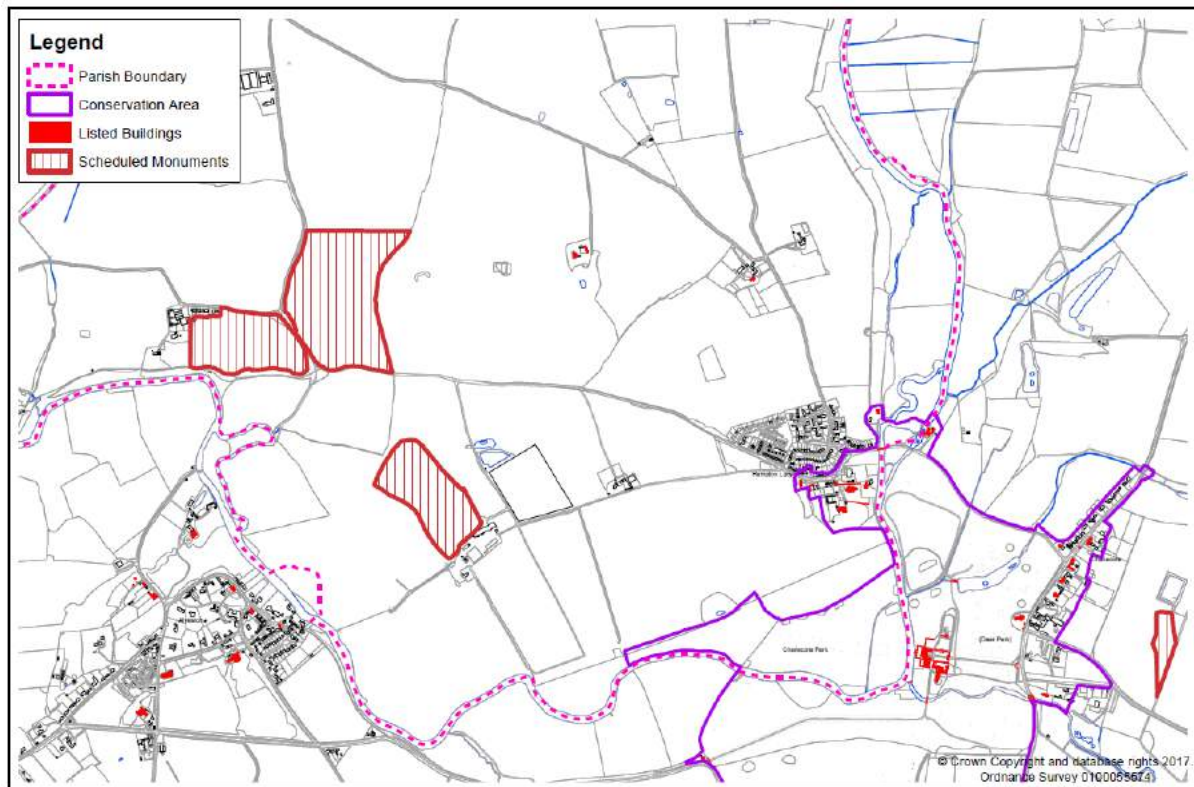 Legend
Parish Boundary
Conservation Area
Listed Buildings
Scheduled Monuments
Charlecote Park
(Deer Park)
© Crown Copyright and database rights 2017.
Ordnance Survey 0100055674